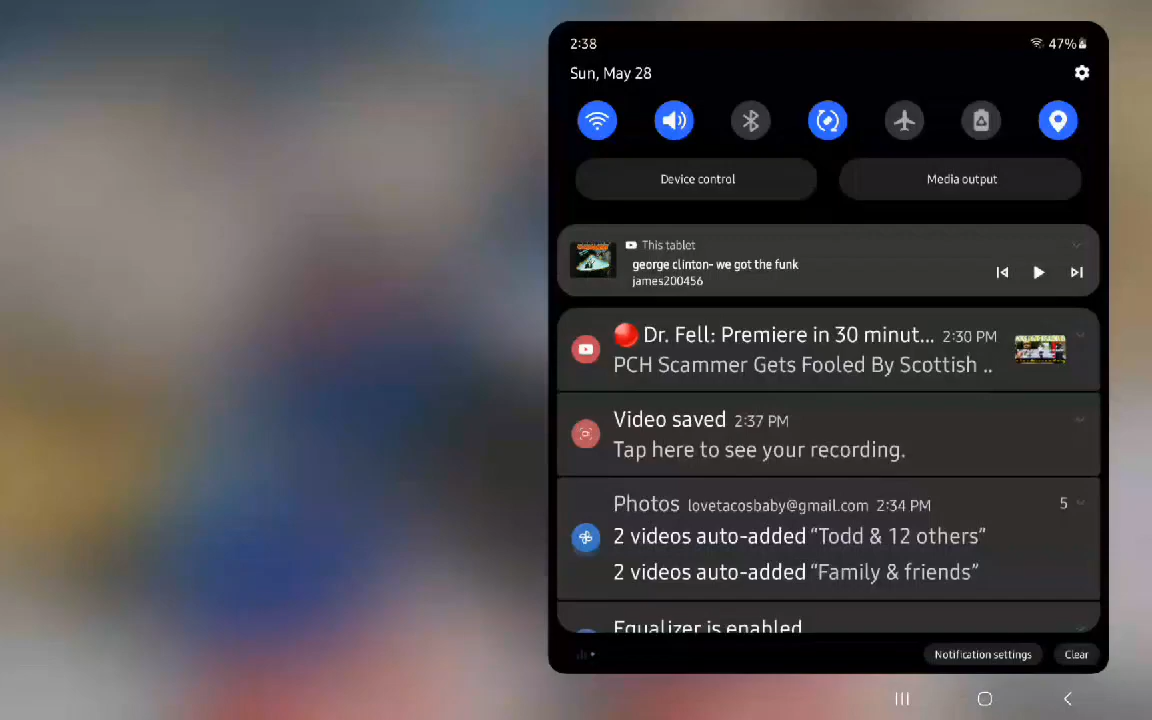 2:38
47%
Sun, May 28
Device control
Media output
This tablet
george clinton- we got the funk
james200456
Dr. Fell: Premiere in 30 minut... 2:30 PM
PCH Scammer Gets Fooled By Scottish ..
Video saved 2:37 PM
Tap here to see your recording.
Photos lovetacosbaby@gmail.com 2:34 PM 5
2 videos auto-added “Todd & 12 others”
2 videos auto-added “Family & friends”
Equalizer is enabled
Notification settings
Clear